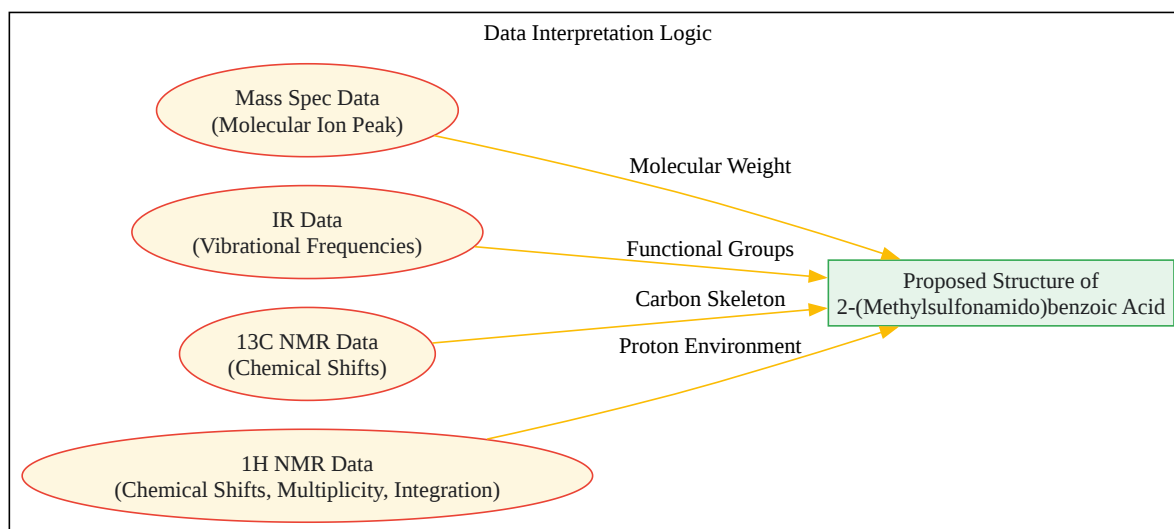 Data Interpretation Logic
Mass Spec Data
(Molecular Ion Peak)
Molecular Weight
IR Data
(Vibrational Frequencies)
Functional Groups
Proposed Structure of
2-(Methylsulfonamido)benzoic Acid
Carbon Skeleton
13C NMR Data
(Chemical Shifts)
Proton Environment
1H NMR Data
(Chemical Shifts, Multiplicity, Integration)